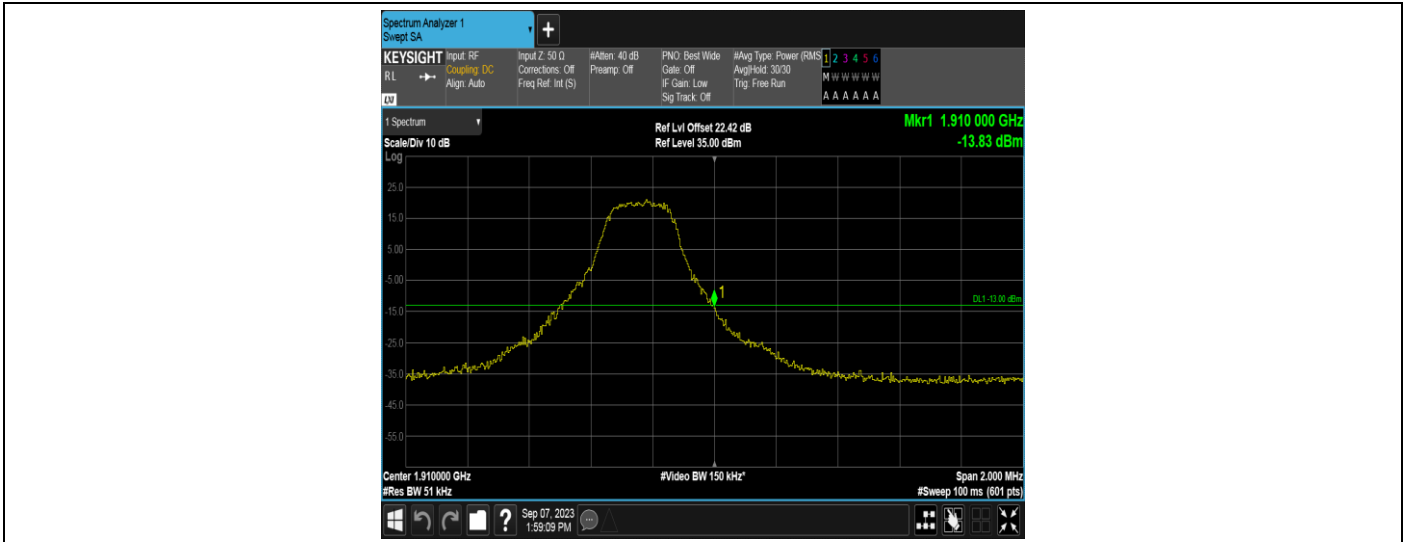 Spectrum Analyzer 1
Swept SA
+
KEYSIGHT Input: RF Input Z: 50 Ω #Atten: 40 dB PNO: Best Wide #Avg Type: Power (RMS 1 2 3 4 5 6
RL Coupling: DC Corrections: Off Preamp: Off Gate: Off Avg|Hold: 30/30 M W W W W W
Align: Auto Freq Ref: Int (S) IF Gain: Low Trig: Free Run
LXI Sig Track: Off A A A A A A
1 Spectrum Ref Lvl Offset 22.42 dB Mkr1 1.910 000 GHz
Scale/Div 10 dB Ref Level 35.00 dBm -13.83 dBm
Log
25.0
15.0
5.00
-5.00
1
DL1 -13.00 dBm
-15.0
-25.0
-35.0
-45.0
-55.0
Center 1.910000 GHz #Video BW 150 kHz* Span 2.000 MHz
#Res BW 51 kHz #Sweep 100 ms (601 pts)
? Sep 07, 2023
1:59:09 PM